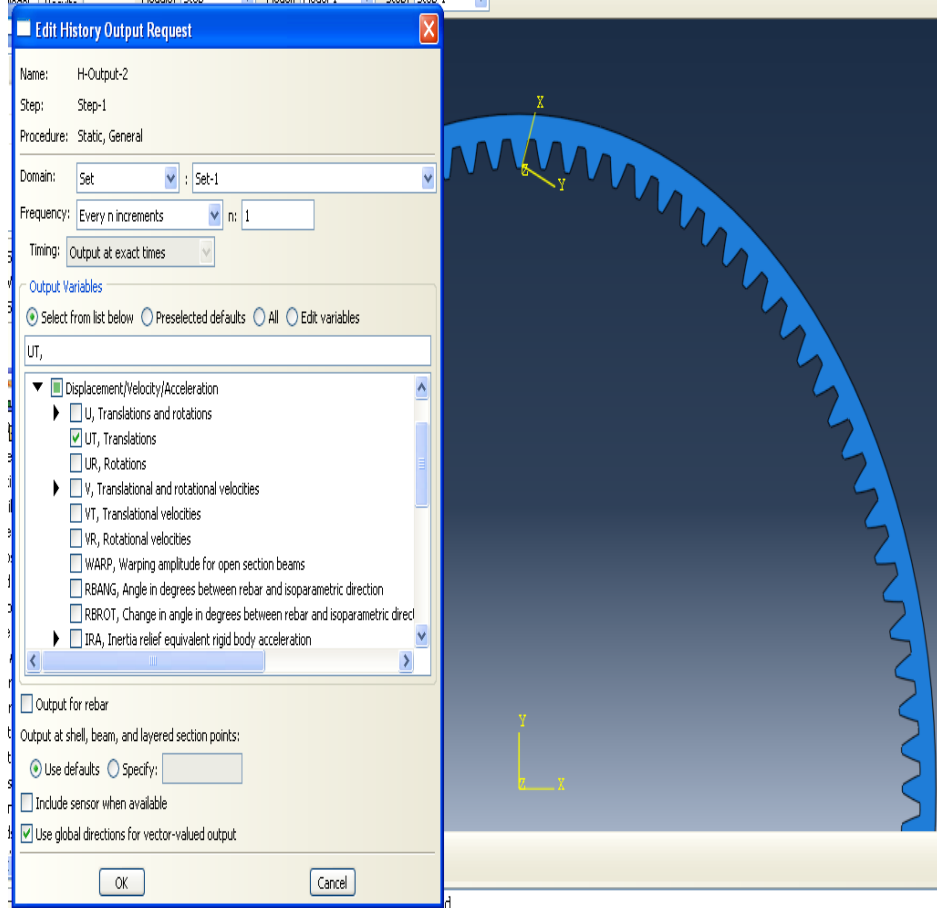 Edit History Output Request
Name: H-Output-2
Step: Step-1
Procedure: Static, General
Domain: Set : Set-1
Frequency: Every n increments n: 1
Timing: Output at exact times
Output Variables
Select from list below Preselected defaults All Edit variables
UT,
Displacement/Velocity/Acceleration
U, Translations and rotations
UT, Translations
UR, Rotations
V, Translational and rotational velocities
VT, Translational velocities
VR, Rotational velocities
WARP, Warping amplitude for open section beams
RBANG, Angle in degrees between rebar and isoparametric direction
RBROT, Change in angle in degrees between rebar and isoparametric direct
IRA, Inertia relief equivalent rigid body acceleration
Output for rebar
Output at shell, beam, and layered section points:
Use defaults Specify:
Include sensor when available
Use global directions for vector-valued output
OK Cancel
X
Z
Y
Y
Z X